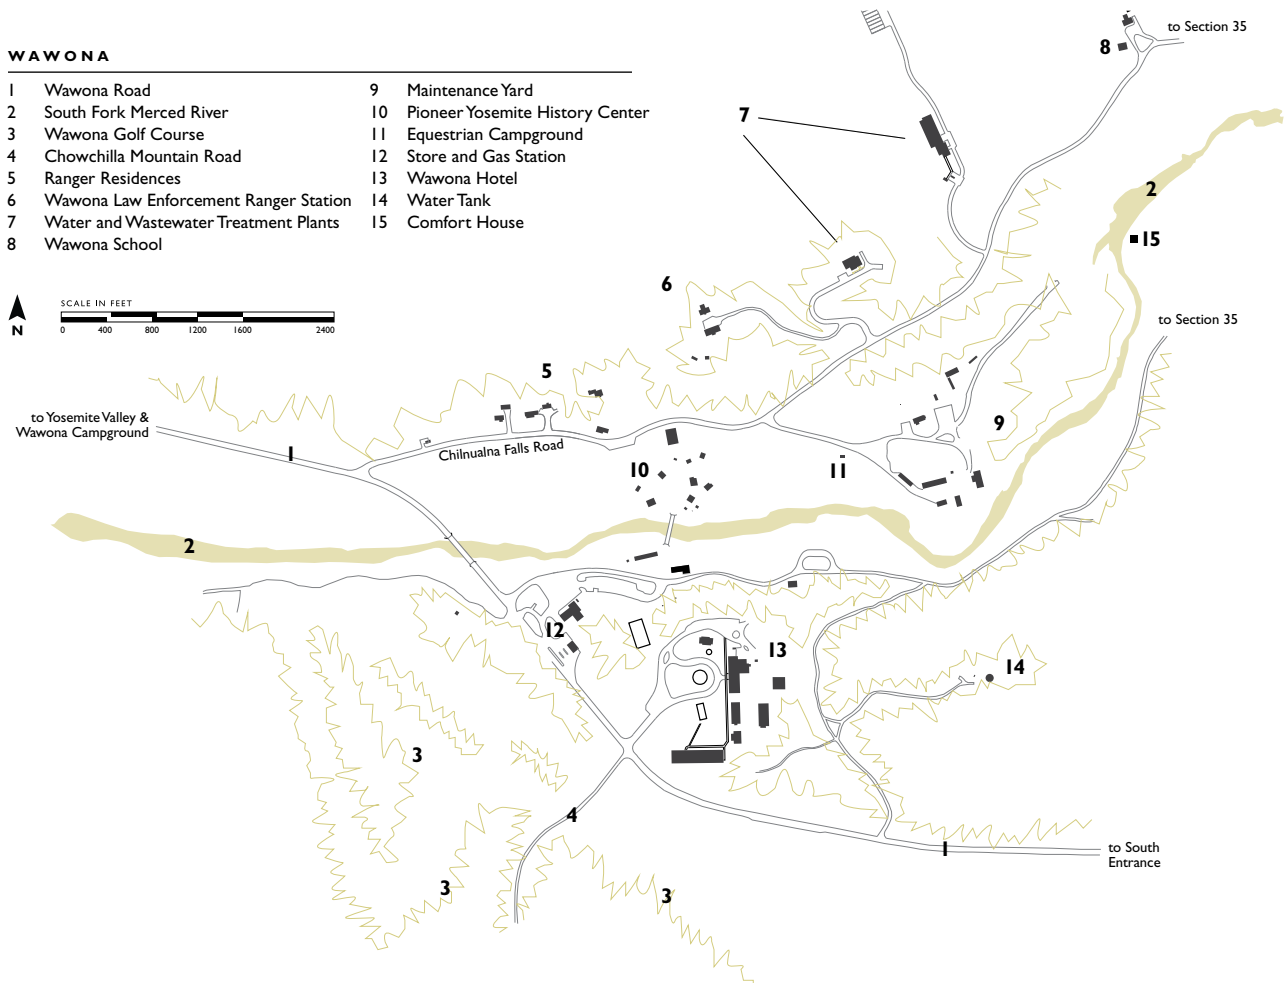 WAWONA
1 Wawona Road
2 South Fork Merced River
3 Wawona Golf Course
4 Chowchilla Mountain Road
5 Ranger Residences
6 Wawona Law Enforcement Ranger Station
7 Water and Wastewater Treatment Plants
8 Wawona School
9 Maintenance Yard
10 Pioneer Yosemite History Center
11 Equestrian Campground
12 Store and Gas Station
13 Wawona Hotel
14 Water Tank
15 Comfort House
SCALE IN FEET
0 400 800 1200 1600 2400
N
to Section 35
8
7
2
15
6
to Section 35
5
to Yosemite Valley &
Wawona Campground
1
Chilnualna Falls Road
9
10
11
2
12
13
14
3
4
1
to South
Entrance
3
3